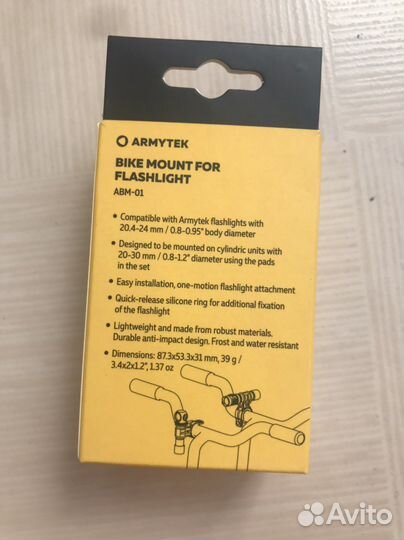 ARMYTEK
BIKE MOUNT FOR
FLASHLIGHT
ABM-01
• Compatible with Armytek flashlights with
20.4-24 mm / 0.8-0.95" body diameter
• Designed to be mounted on cylindric units with
20-30 mm / 0.8-1.2" diameter using the pads
in the set
• Easy installation, one-motion flashlight attachment
• Quick-release silicone ring for additional fixation
of the flashlight
• Lightweight and made from robust materials.
Durable anti-impact design. Frost and water resistant
• Dimensions: 87.3x53.3x31 mm, 39 g /
3.4x2x1.2", 1.37 oz
Avito